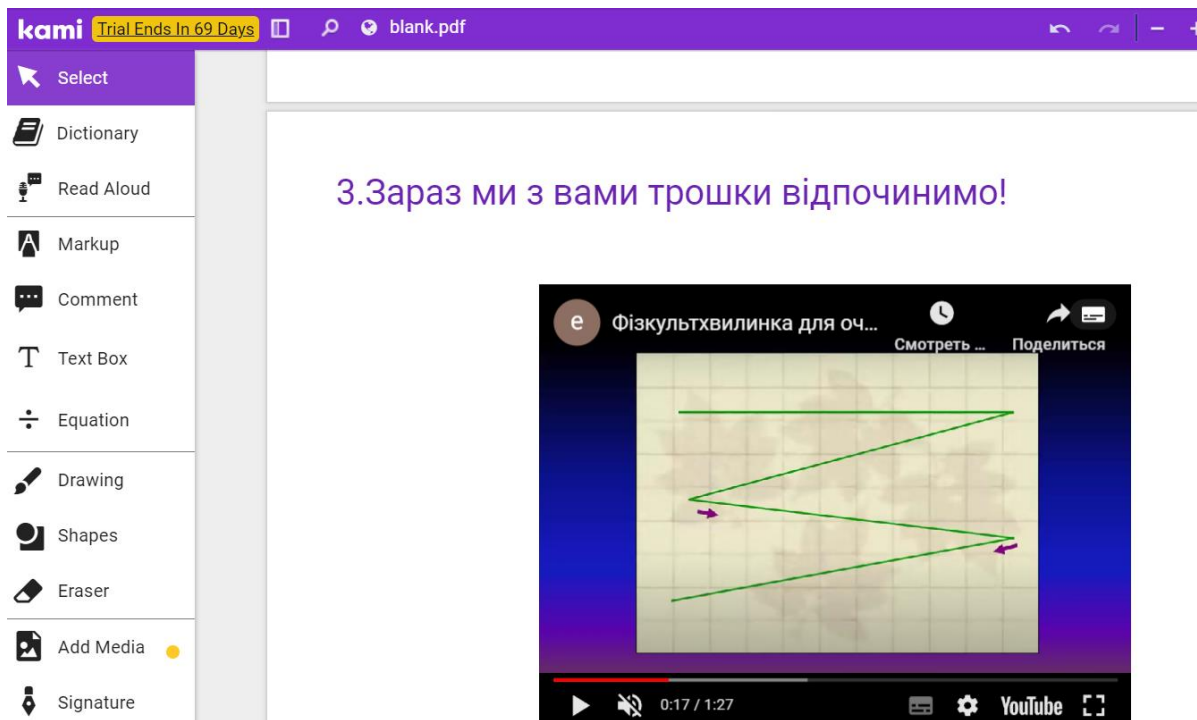 kami Trial Ends In 69 Days blank.pdf
Select
Dictionary
Read Aloud
Markup
Comment
Text Box
Equation
Drawing
Shapes
Eraser
Add Media
Signature
3.Зараз ми з вами трошки відпочинимо!
e Фізкультхвилинка для оч...
Смотреть ... Поделиться
0:17 / 1:27 YouTube